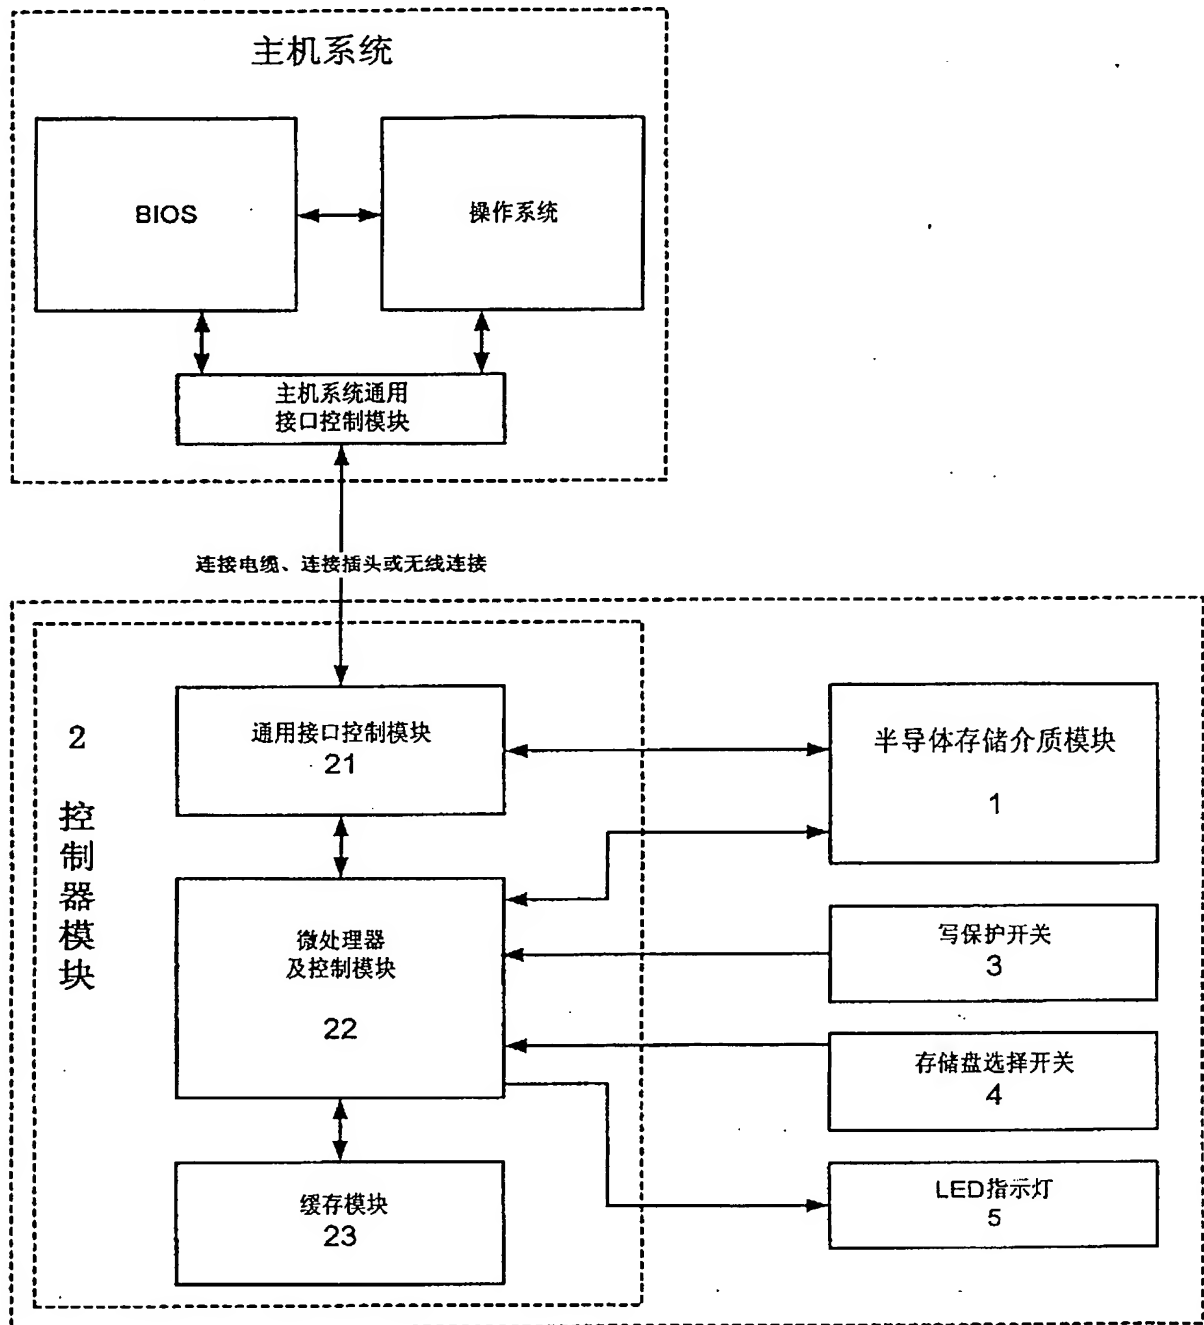 主机系统
BIOS
操作系统
主机系统通用
接口控制模块
连接电缆、连接插头或无线连接
2
控制器模块
通用接口控制模块
21
半导体存储介质模块
1
微处理器
及控制模块
22
写保护开关
3
存储盘选择开关
4
缓存模块
23
LED指示灯
5